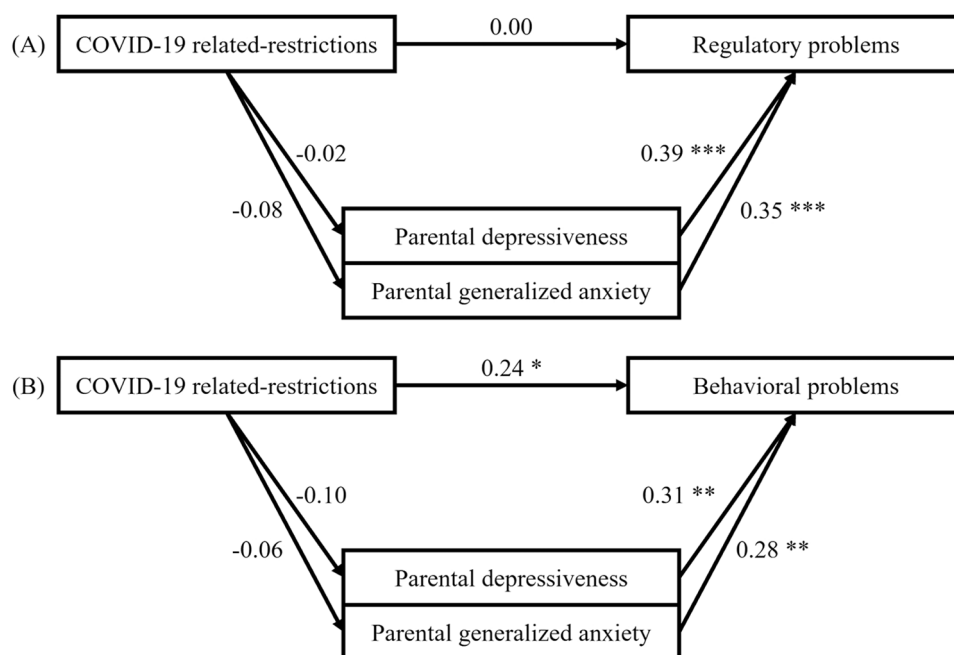 (A)
COVID-19 related-restrictions
0.00
Regulatory problems
-0.02
0.39 ***
-0.08
0.35 ***
Parental depressiveness
Parental generalized anxiety
(B)
COVID-19 related-restrictions
0.24 *
Behavioral problems
-0.10
0.31 **
-0.06
0.28 **
Parental depressiveness
Parental generalized anxiety